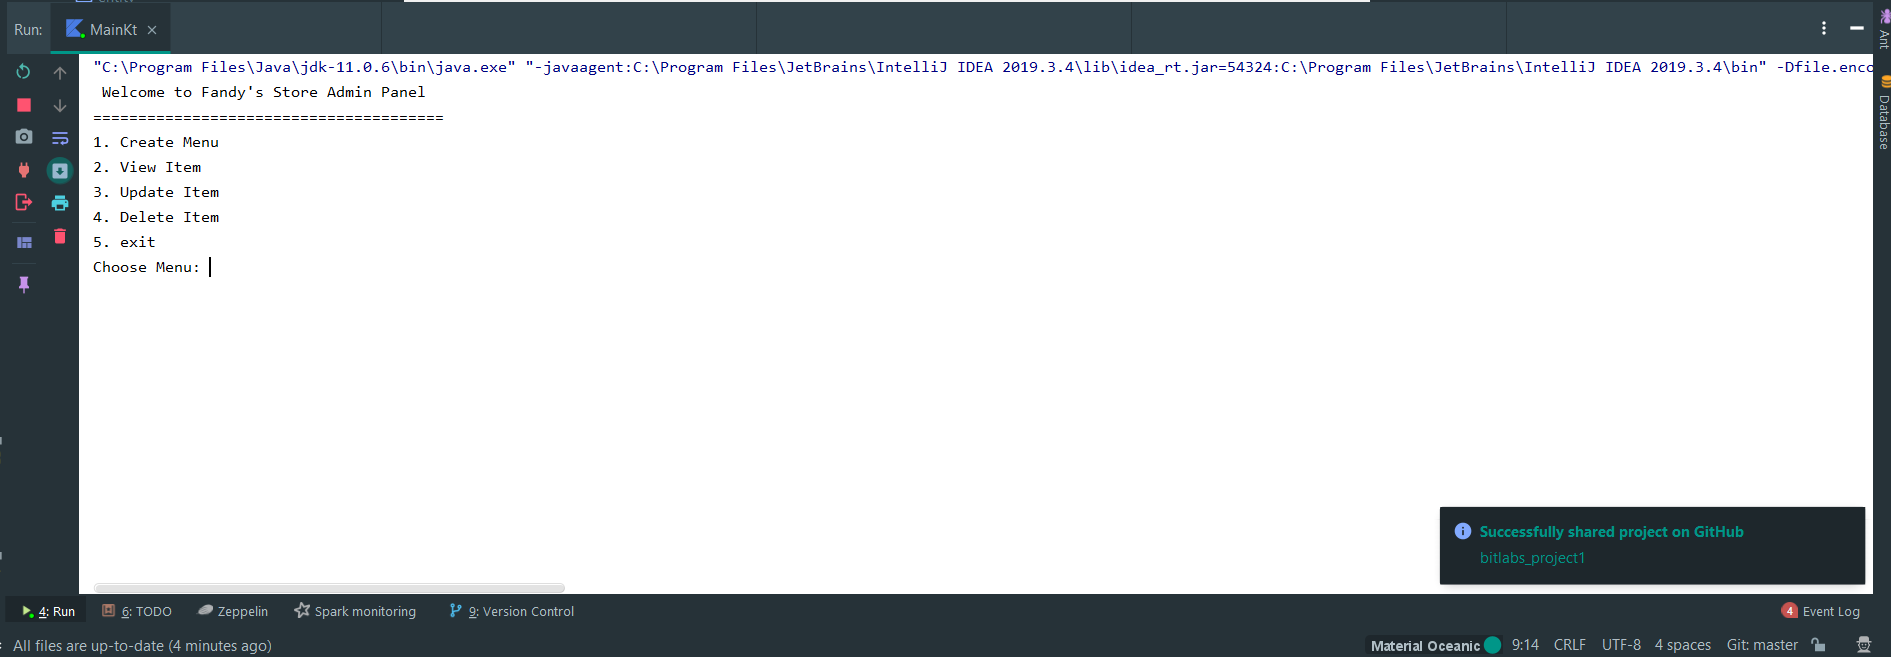 Entity
Run:
MainKt
Ant
"C:\Program Files\Java\jdk-11.0.6\bin\java.exe" "-javaagent:C:\Program Files\JetBrains\IntelliJ IDEA 2019.3.4\lib\idea_rt.jar=54324:C:\Program Files\JetBrains\IntelliJ IDEA 2019.3.4\bin" -Dfile.enco
Welcome to Fandy's Store Admin Panel
=======================================
1. Create Menu
2. View Item
3. Update Item
4. Delete Item
5. exit
Choose Menu:
Database
Successfully shared project on GitHub
bitlabs_project1
4: Run
6: TODO
Zeppelin
Spark monitoring
9: Version Control
4 Event Log
All files are up-to-date (4 minutes ago)
Material Oceanic
9:14
CRLF
UTF-8
4 spaces
Git: master